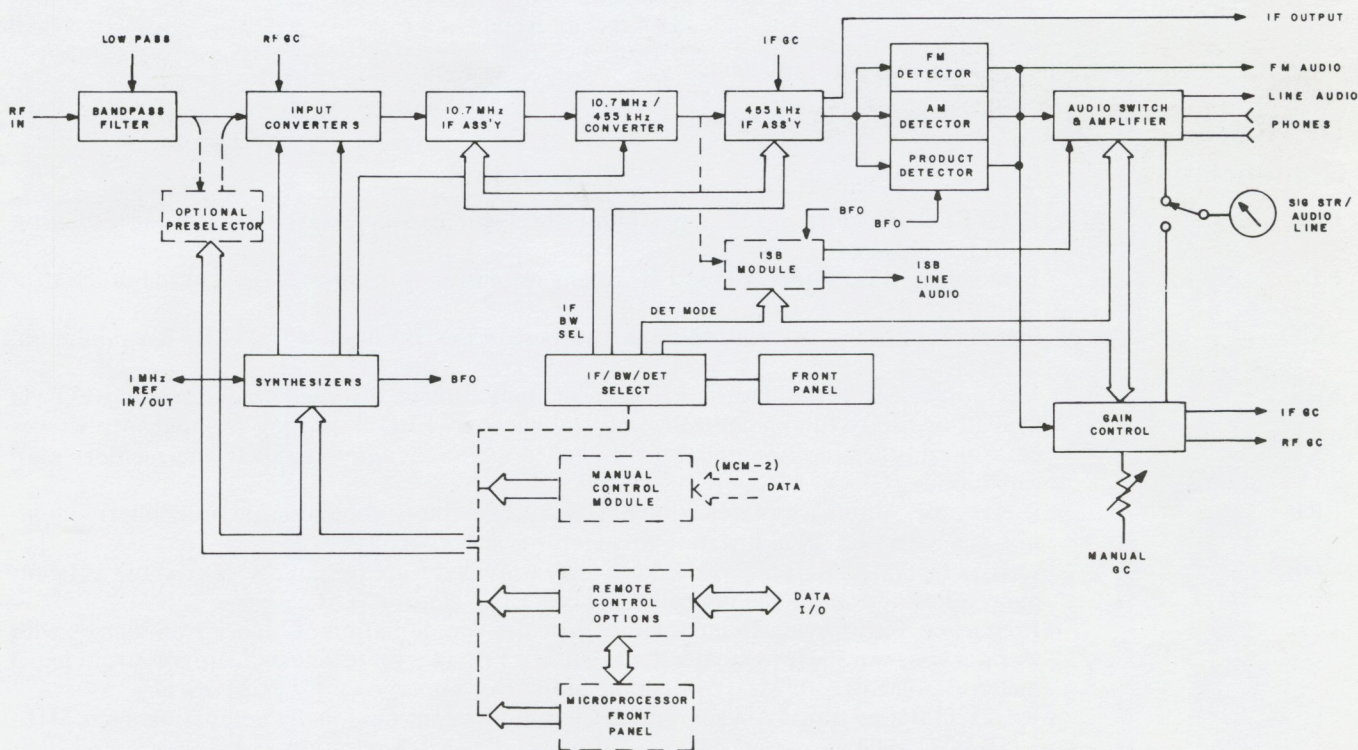 IF OUTPUT
LOW PASS
RF GC
IF GC
FM
DETECTOR
FM AUDIO
RF
IN
BANDPASS
FILTER
INPUT
CONVERTERS
10.7 MHz
IF ASS'Y
10.7 MHz /
455 kHz
CONVERTER
455 kHz
IF ASS'Y
AM
DETECTOR
AUDIO SWITCH
& AMPLIFIER
LINE AUDIO
PHONES
PRODUCT
DETECTOR
OPTIONAL
PRESELECTOR
BFO
BFO
SIG STR/
AUDIO
LINE
ISB
MODULE
ISB
LINE
AUDIO
IF
BW
SEL
DET MODE
1 MHz
REF
IN/OUT
SYNTHESIZERS
BFO
IF/BW/DET
SELECT
FRONT
PANEL
GAIN
CONTROL
IF GC
RF GC
MANUAL
CONTROL
MODULE
(MCM-2)
DATA
MANUAL
GC
REMOTE
CONTROL
OPTIONS
DATA
I/O
MICROPROCESSOR
FRONT
PANEL